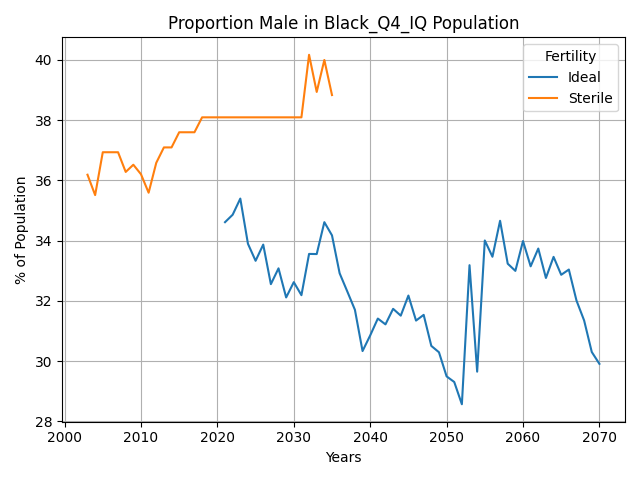 Proportion Male in Black_Q4_IQ Population
Fertility
Ideal
Sterile
% of Population
40
38
36
34
32
30
28
2000 2010 2020 2030 2040 2050 2060 2070
Years